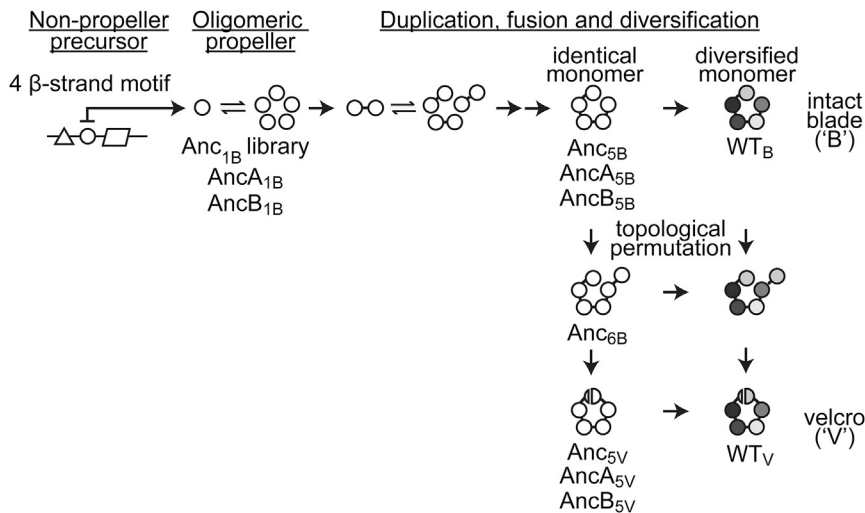 Non-propeller
precursor
Oligomeric
propeller
Duplication, fusion and diversification
4 β-strand motif
identical
monomer
diversified
monomer
intact
blade
('B')
Anc1B library
AncA1B
AncB1B
Anc5B
AncA5B
AncB5B
WTB
topological
permutation
Anc6B
velcro
('V')
Anc5V
AncA5V
AncB5V
WTV